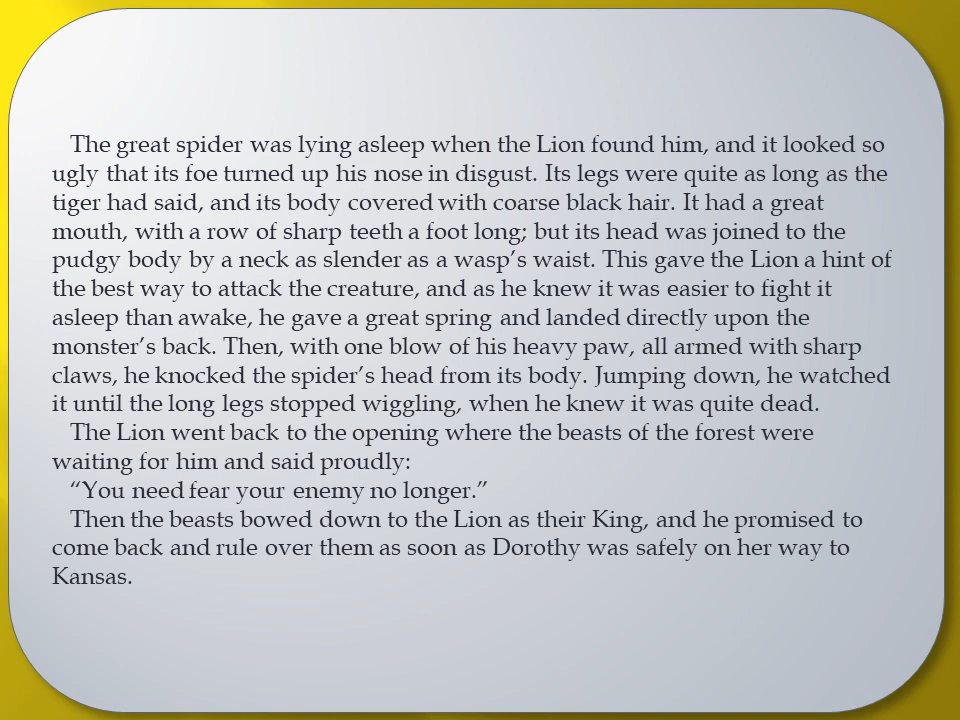 The great spider was lying asleep when the Lion found him, and it looked so
ugly that its foe turned up his nose in disgust. Its legs were quite as long as the
tiger had said, and its body covered with coarse black hair. It had a great
mouth, with a row of sharp teeth a foot long; but its head was joined to the
pudgy body by a neck as slender as a wasp’s waist. This gave the Lion a hint of
the best way to attack the creature, and as he knew it was easier to fight it
asleep than awake, he gave a great spring and landed directly upon the
monster’s back. Then, with one blow of his heavy paw, all armed with sharp
claws, he knocked the spider’s head from its body. Jumping down, he watched
it until the long legs stopped wiggling, when he knew it was quite dead.
The Lion went back to the opening where the beasts of the forest were
waiting for him and said proudly:
“You need fear your enemy no longer.”
Then the beasts bowed down to the Lion as their King, and he promised to
come back and rule over them as soon as Dorothy was safely on her way to
Kansas.